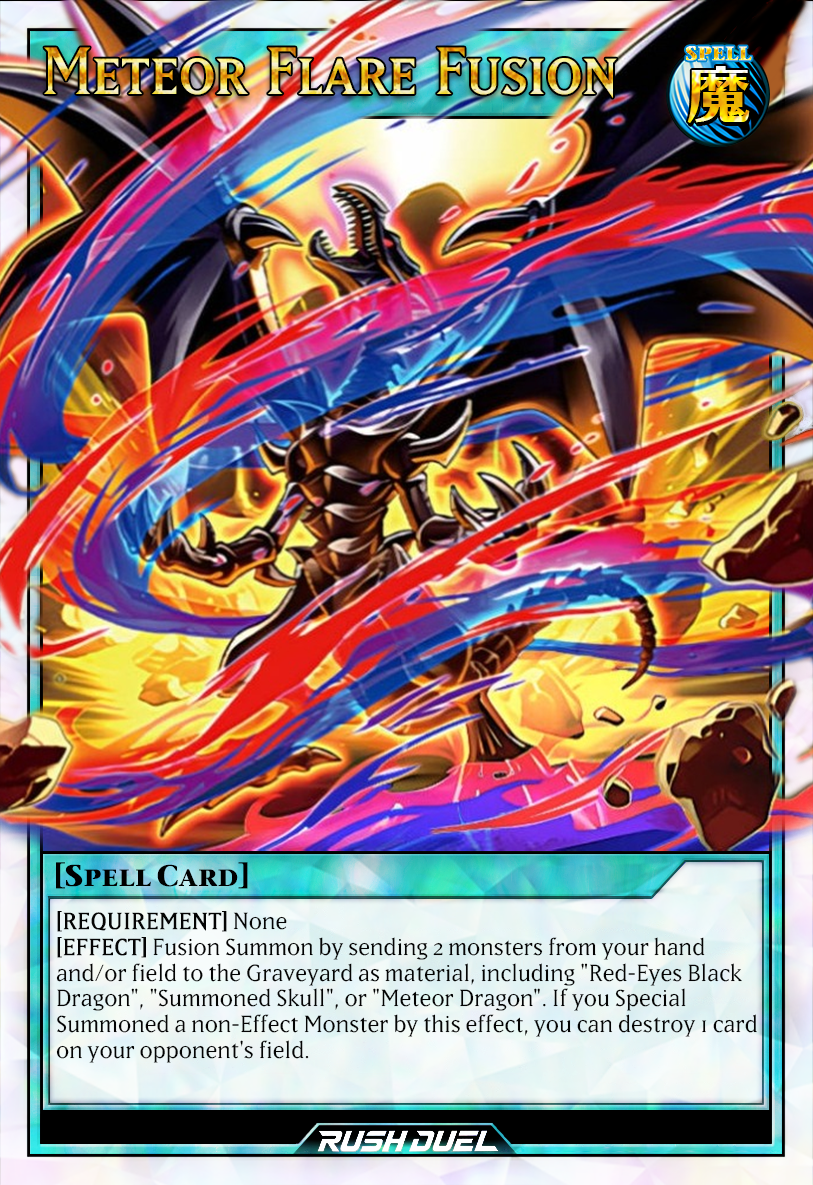 METEOR FLARE FUSION
SPELL
魔
[SPELL CARD]
[REQUIREMENT] None
[EFFECT] Fusion Summon by sending 2 monsters from your hand
and/or field to the Graveyard as material, including "Red-Eyes Black
Dragon", "Summoned Skull", or "Meteor Dragon". If you Special
Summoned a non-Effect Monster by this effect, you can destroy 1 card
on your opponent's field.
RUSH DUEL